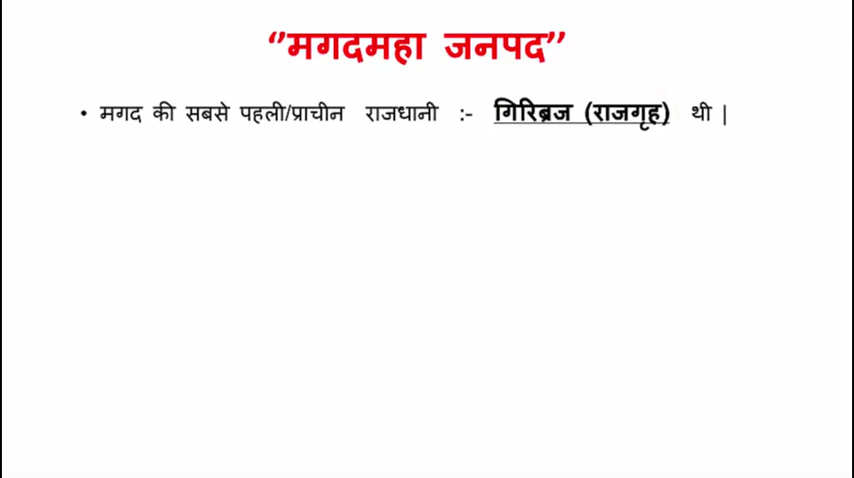 ‘’मगदमहा जनपद’’
• मगद की सबसे पहली/प्राचीन राजधानी :- गिरिब्रज (राजगृह) थी |